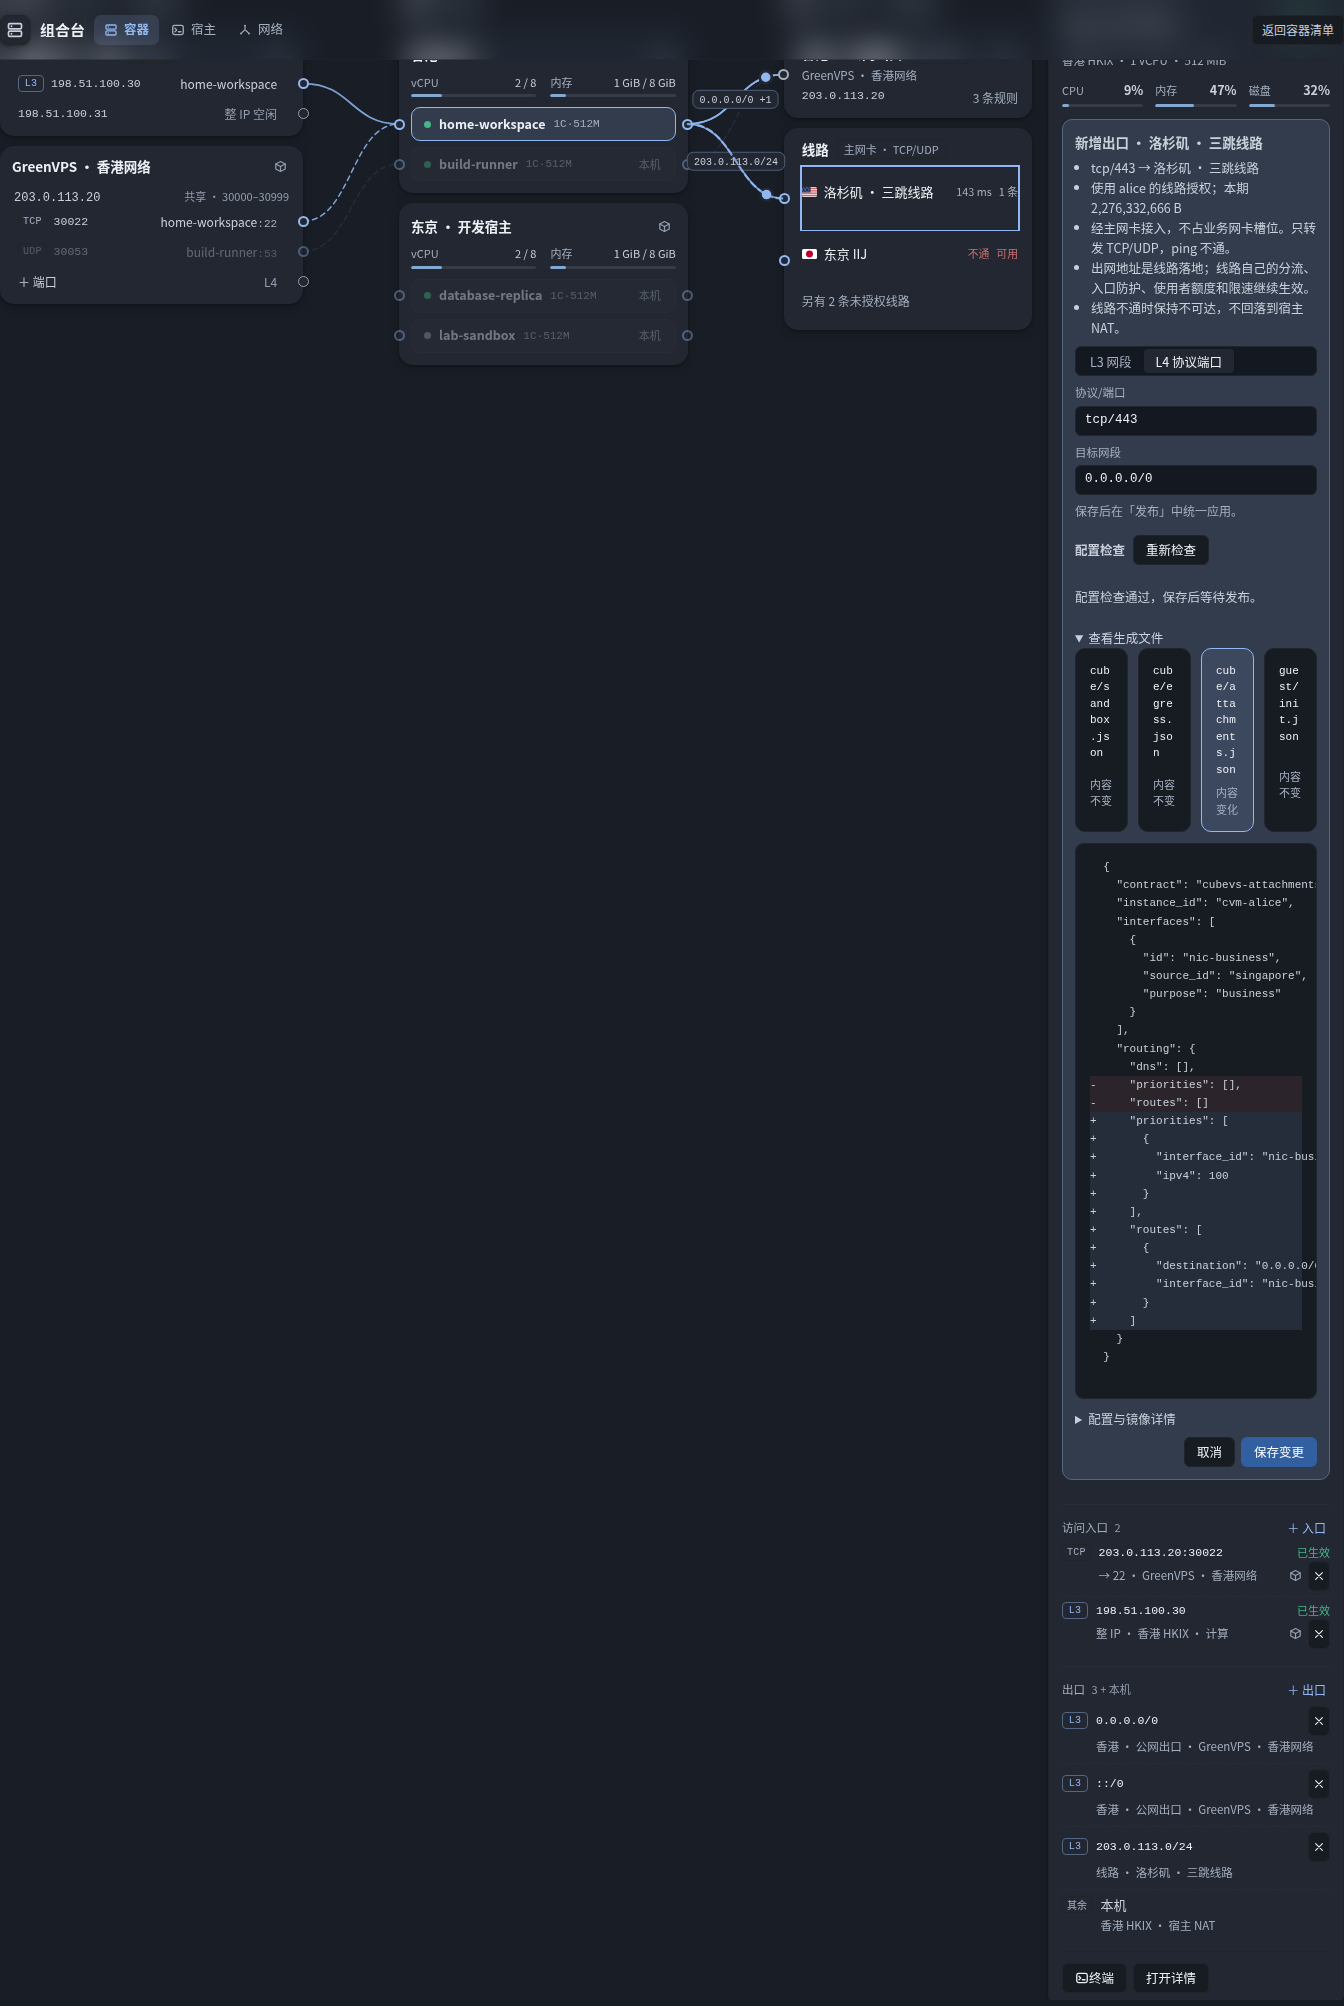 组合台
容器
宿主
网络
返回容器清单
L3 198.51.100.30 home-workspace
198.51.100.31 整 IP 空闲
GreenVPS • 香港网络
203.0.113.20 共享 • 30000–30999
TCP 30022 home-workspace:22
UDP 30053 build-runner:53
＋ 端口 L4
vCPU 2 / 8 内存 1 GiB / 8 GiB
home-workspace 1C·512M
build-runner 1C·512M 本机
东京 • 开发宿主
vCPU 2 / 8 内存 1 GiB / 8 GiB
database-replica 1C·512M 本机
lab-sandbox 1C·512M 本机
0.0.0.0/0 +1
203.0.113.0/24
GreenVPS • 香港网络
203.0.113.20 3 条规则
线路 主网卡 • TCP/UDP
洛杉矶 • 三跳线路 143 ms 1 条
东京 IIJ 不通 可用
另有 2 条未授权线路
香港 HKIX • 1 vCPU • 512 MiB
CPU 9% 内存 47% 磁盘 32%
新增出口 • 洛杉矶 • 三跳线路
• tcp/443 → 洛杉矶 • 三跳线路
• 使用 alice 的线路授权；本期
2,276,332,666 B
• 经主网卡接入，不占业务网卡槽位。只转
发 TCP/UDP，ping 不通。
• 出网地址是线路落地；线路自己的分流、
入口防护、使用者额度和限速继续生效。
• 线路不通时保持不可达，不回落到宿主
NAT。
L3 网段 L4 协议端口
协议/端口
tcp/443
目标网段
0.0.0.0/0
保存后在「发布」中统一应用。
配置检查 重新检查
配置检查通过，保存后等待发布。
▼ 查看生成文件
cub
e/s
and
box
.js
on
内容
不变
cub
e/e
gre
ss.
jso
n
内容
不变
cub
e/a
tta
chm
ent
s.j
son
内容
变化
gue
st/
ini
t.j
son
内容
不变
{
"contract": "cubevs-attachment
"instance_id": "cvm-alice",
"interfaces": [
{
"id": "nic-business",
"source_id": "singapore",
"purpose": "business"
}
],
"routing": {
"dns": [],
- "priorities": [],
- "routes": []
+ "priorities": [
+ {
+ "interface_id": "nic-bus
+ "ipv4": 100
+ }
+ ],
+ "routes": [
+ {
+ "destination": "0.0.0.0/
+ "interface_id": "nic-bus
+ }
+ ]
}
}
▶ 配置与镜像详情
取消 保存变更
访问入口 2 ＋ 入口
TCP 203.0.113.20:30022 已生效
→ 22 • GreenVPS • 香港网络
L3 198.51.100.30 已生效
整 IP • 香港 HKIX • 计算
出口 3 + 本机 ＋ 出口
L3 0.0.0.0/0
香港 • 公网出口 • GreenVPS • 香港网络
L3 ::/0
香港 • 公网出口 • GreenVPS • 香港网络
L3 203.0.113.0/24
线路 • 洛杉矶 • 三跳线路
其余 本机
香港 HKIX • 宿主 NAT
终端 打开详情